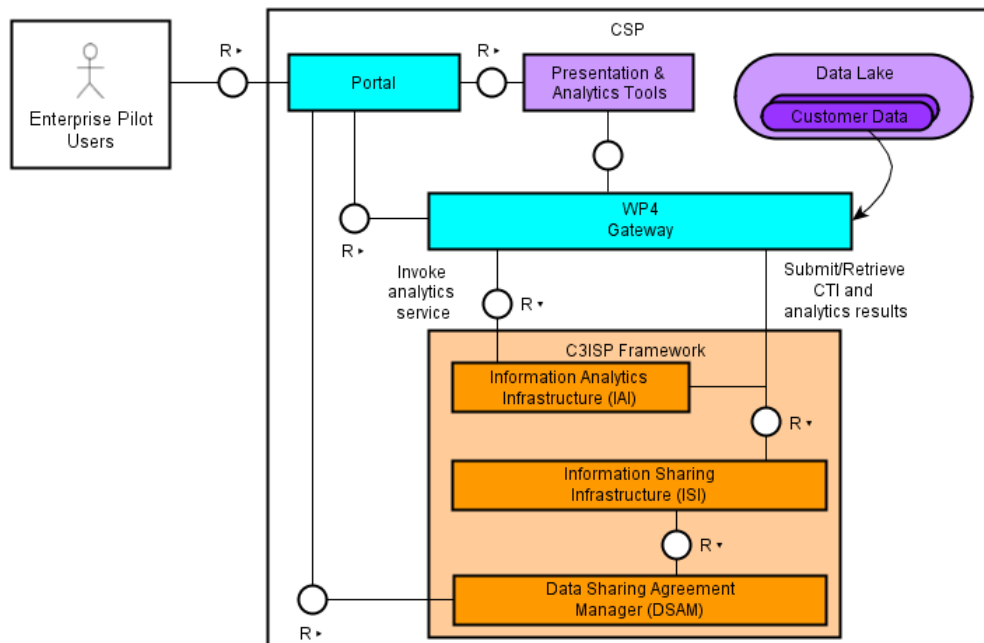 CSP
R ▸
R ▸
Portal
Presentation &
Analytics Tools
Data Lake
Customer Data
Enterprise Pilot
Users
WP4
Gateway
R ▸
Invoke
analytics
service
R ▾
Submit/Retrieve
CTI and
analytics results
C3ISP Framework
Information Analytics
Infrastructure (IAI)
R ▾
Information Sharing
Infrastructure (ISI)
R ▾
Data Sharing Agreement
Manager (DSAM)
R ▸